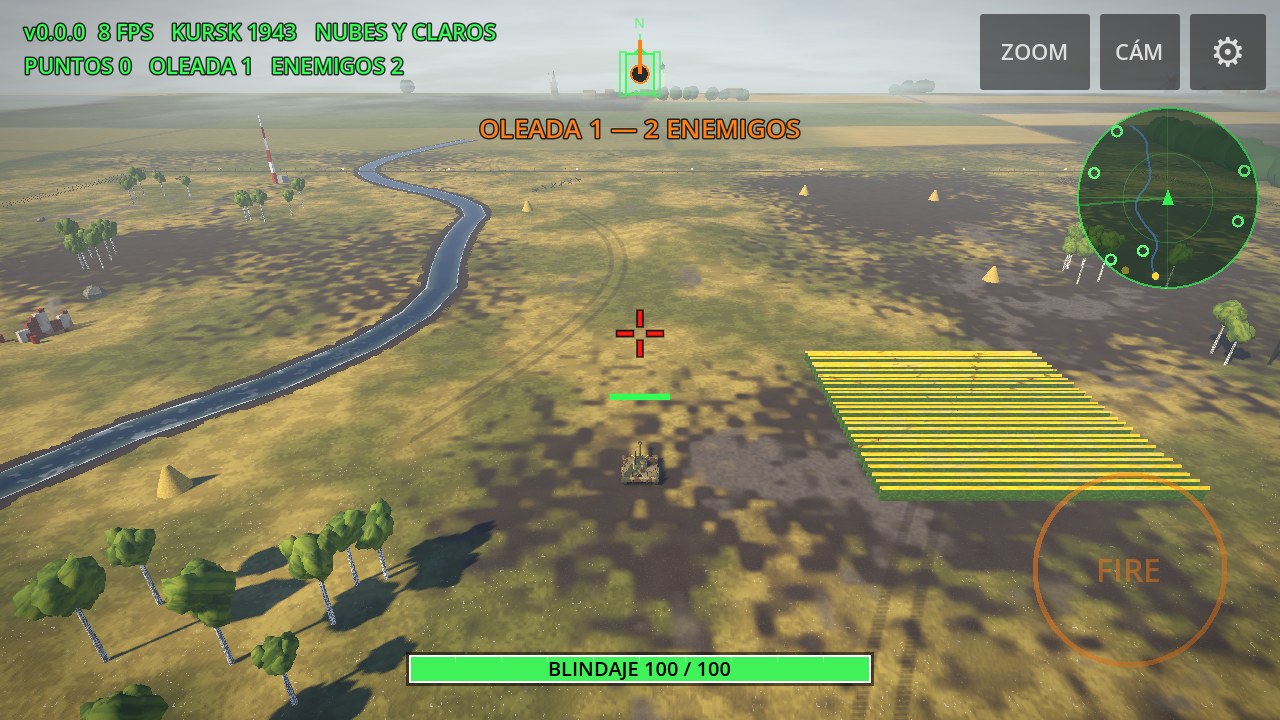 v0.0.0 8 FPS KURSK 1943 NUBES Y CLAROS
PUNTOS 0 OLEADA 1 ENEMIGOS 2
N
ZOOM
CÁM
OLEADA 1 — 2 ENEMIGOS
FIRE
BLINDAJE 100 / 100